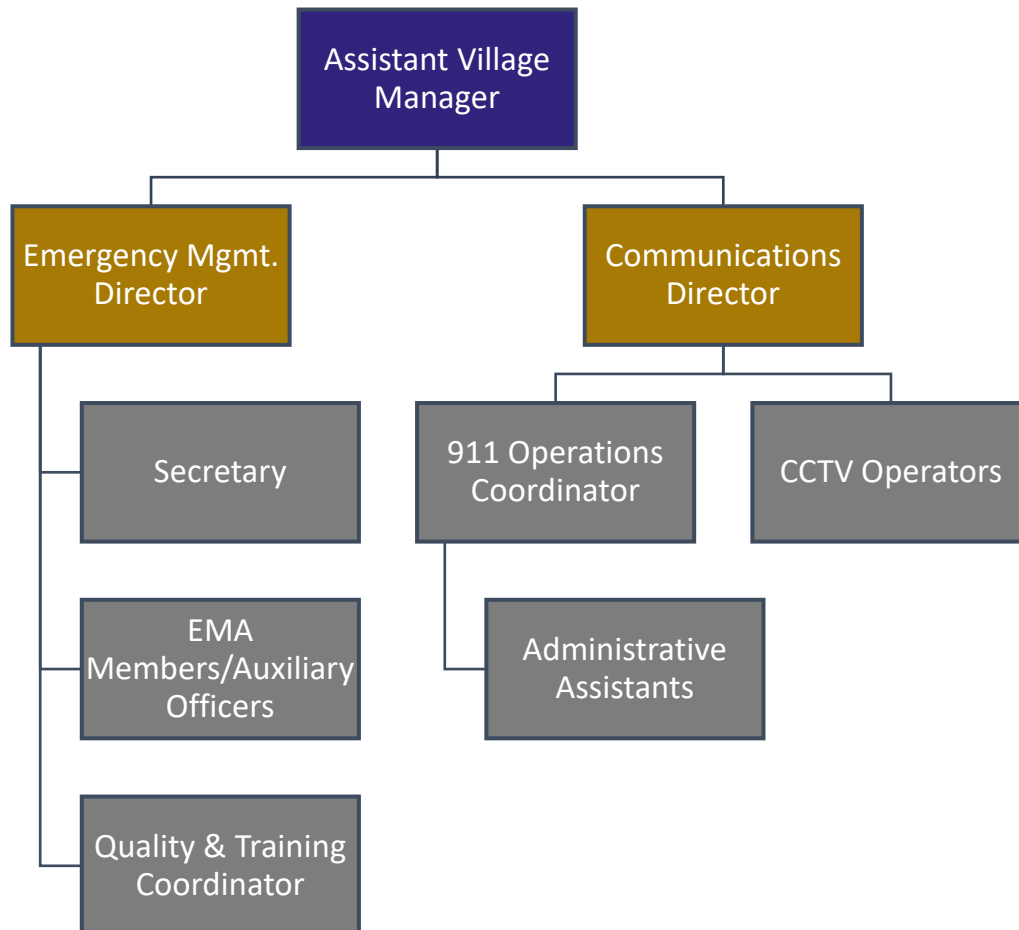 Assistant Village
Manager
Emergency Mgmt.
Director
Communications
Director
Secretary
911 Operations
Coordinator
CCTV Operators
EMA
Members/Auxiliary
Officers
Administrative
Assistants
Quality & Training
Coordinator